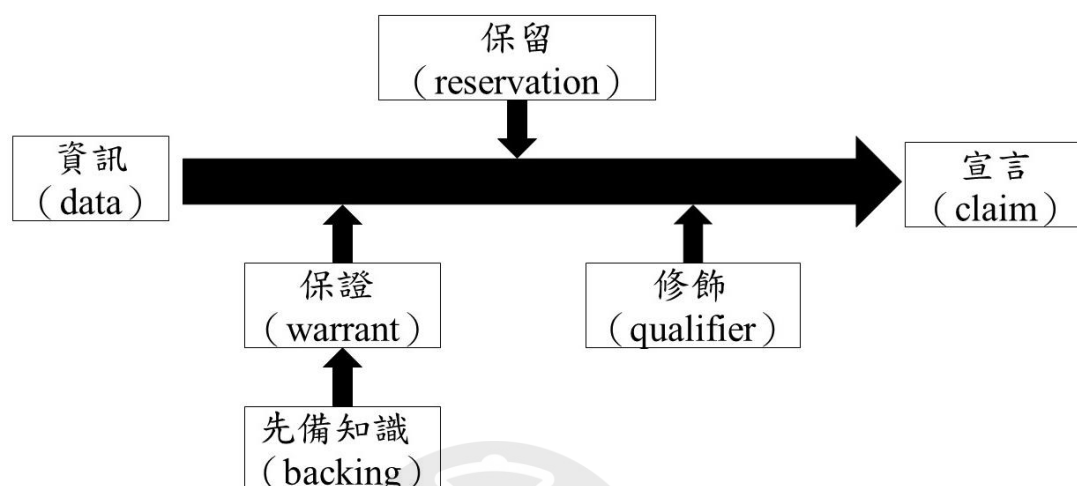 保留
（reservation）
資訊
（data）
宣言
（claim）
保證
（warrant）
修飾
（qualifier）
先備知識
（backing）